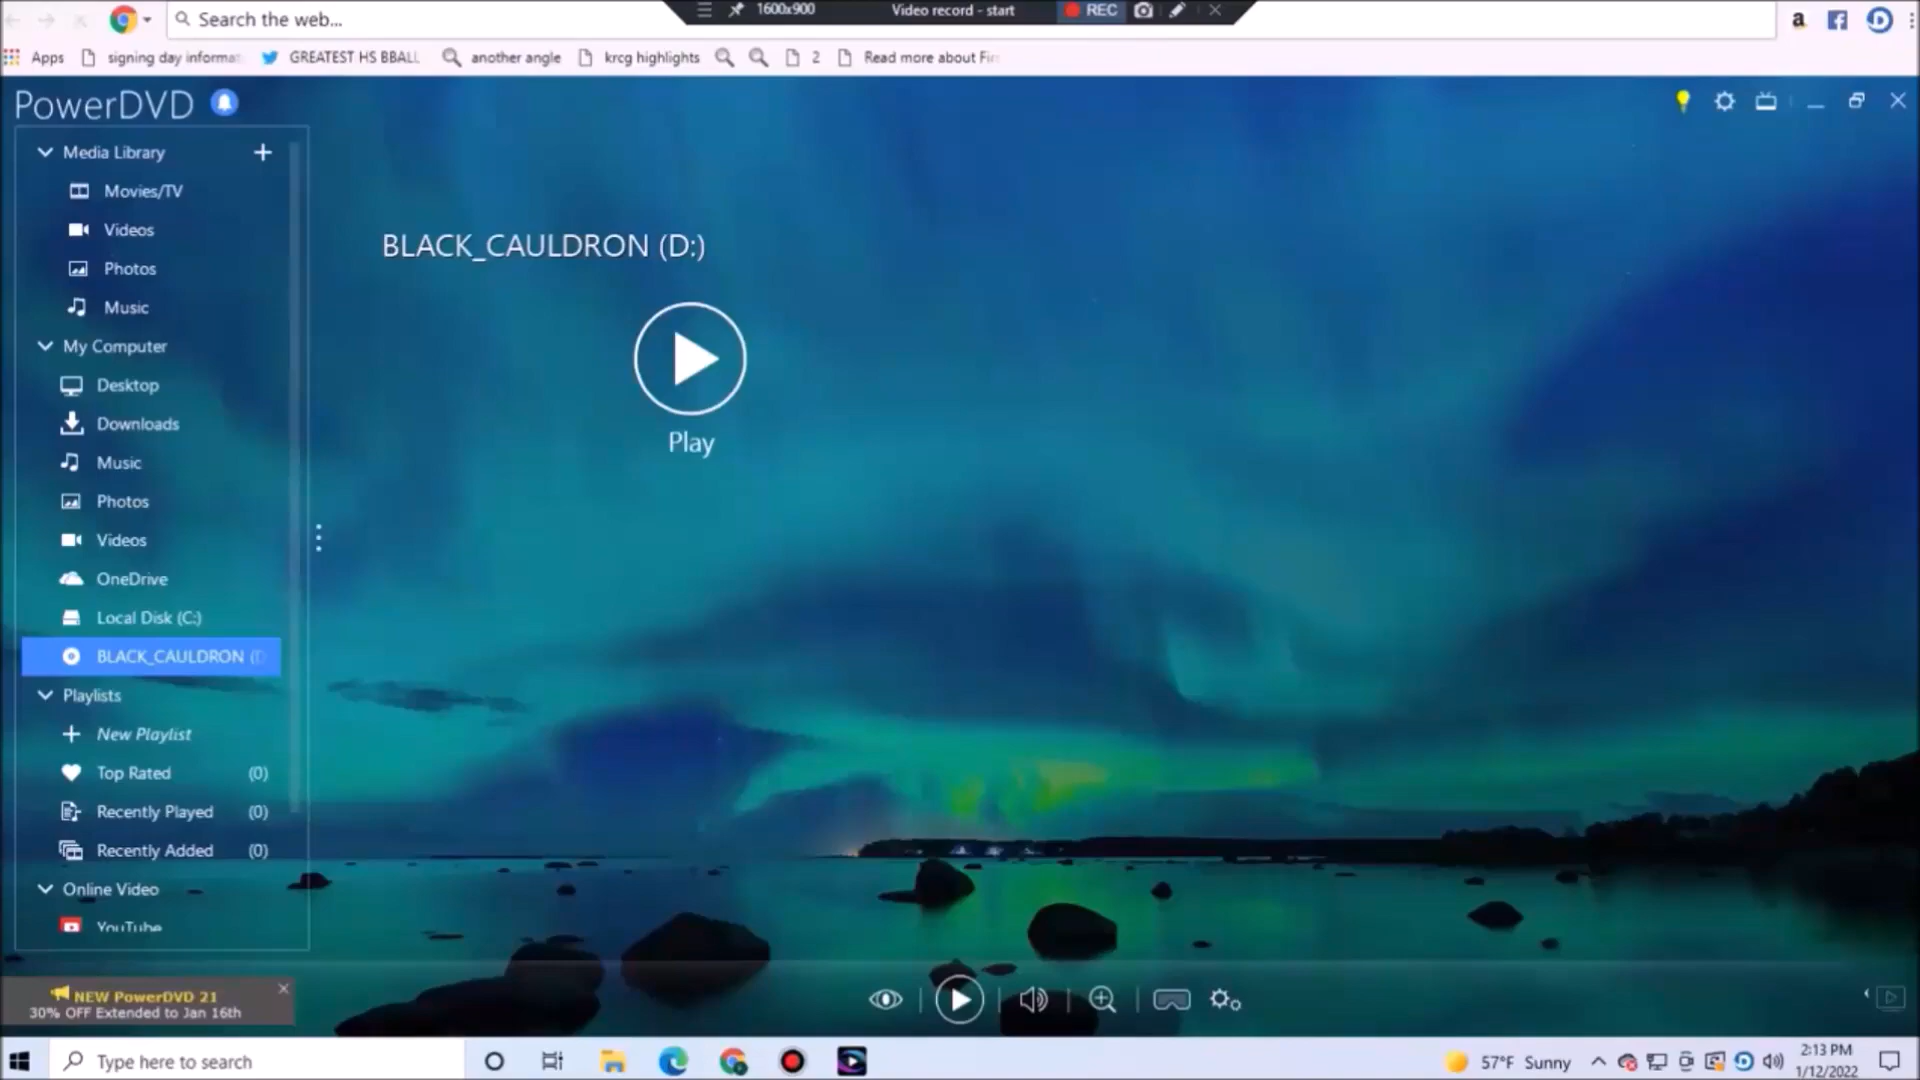 Search the web...
1600x900
Video record - start
REC
a
Apps
signing day informat
GREATEST HS BBALL
another angle
krcg highlights
2
Read more about Fir
PowerDVD
Media Library
Movies/TV
Videos
Photos
Music
My Computer
Desktop
Downloads
Music
Photos
Videos
OneDrive
Local Disk (C:)
BLACK_CAULDRON (D
Playlists
New Playlist
Top Rated (0)
Recently Played (0)
Recently Added (0)
Online Video
YouTube
BLACK_CAULDRON (D:)
Play
NEW PowerDVD 21
30% OFF Extended to Jan 16th
Type here to search
57°F Sunny
2:13 PM
1/12/2022